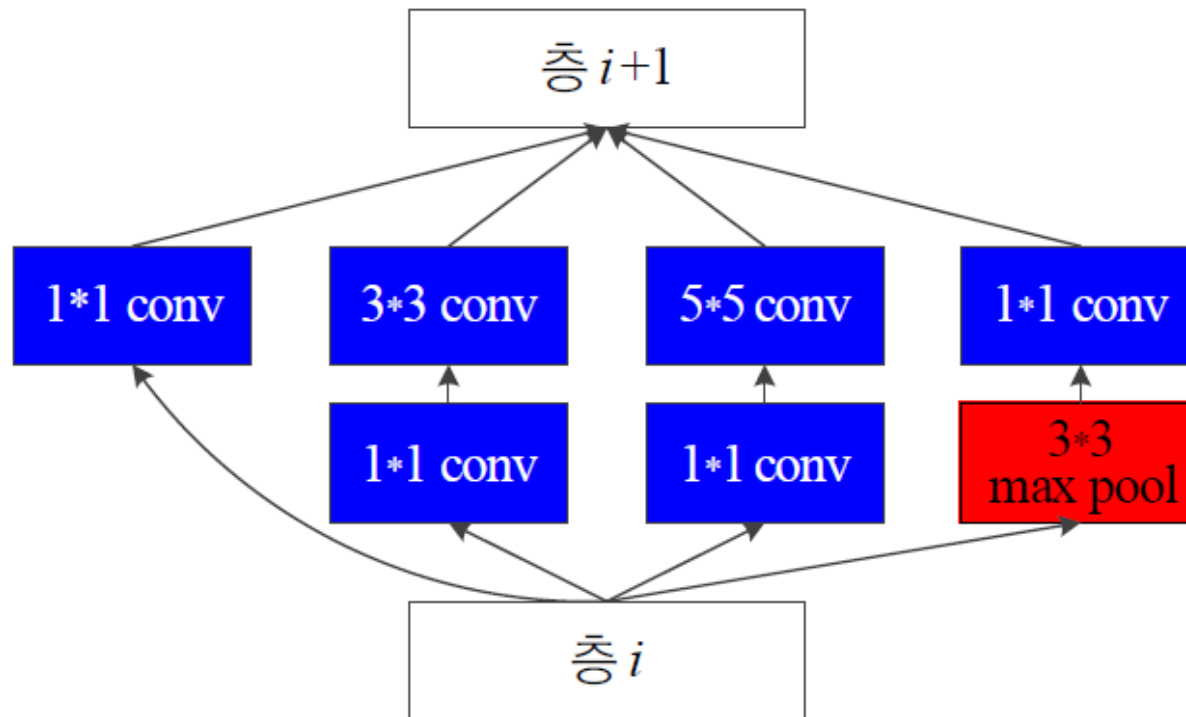 층 i+1
1*1 conv
3*3 conv
5*5 conv
1*1 conv
1*1 conv
1*1 conv
3*3
max pool
층 i